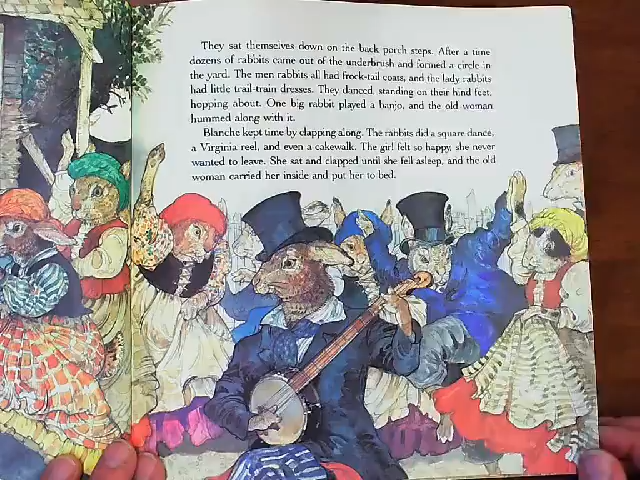 They sat themselves down on the back porch steps. After a time
dozens of rabbits came out of the underbrush and formed a circle in
the yard. The men rabbits all had frock-tail coats, and the lady rabbits
had little trail-train dresses. They danced, standing on their hind feet,
hopping about. One big rabbit played a banjo, and the old woman
hummed along with it.
Blanche kept time by clapping along. The rabbits did a square dance,
a Virginia reel, and even a cakewalk. The girl felt so happy, she never
wanted to leave. She sat and clapped until she fell asleep, and the old
woman carried her inside and put her to bed.